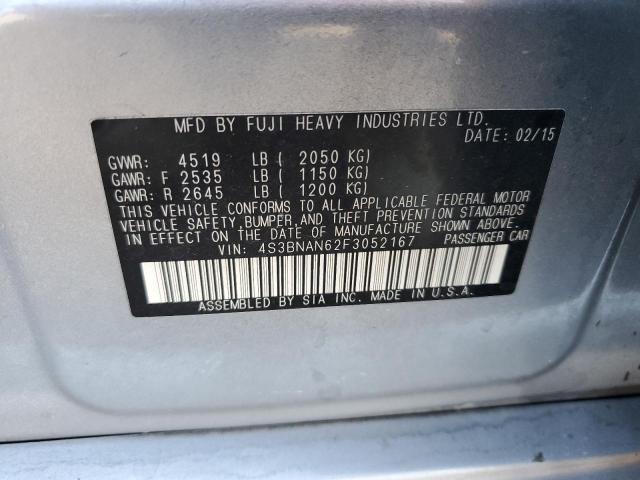 MFD BY FUJI HEAVY INDUSTRIES LTD.
DATE: 02/15
GVWR: 4519 LB ( 2050 KG)
GAWR: F 2535 LB ( 1150 KG)
GAWR: R 2645 LB ( 1200 KG)
THIS VEHICLE CONFORMS TO ALL APPLICABLE FEDERAL MOTOR
VEHICLE SAFETY,BUMPER,AND THEFT PREVENTION STANDARDS
IN EFFECT ON THE DATE OF MANUFACTURE SHOWN ABOVE.
VIN: 4S3BNAN62F3052167 PASSENGER CAR
ASSEMBLED BY SIA INC. MADE IN U.S.A.